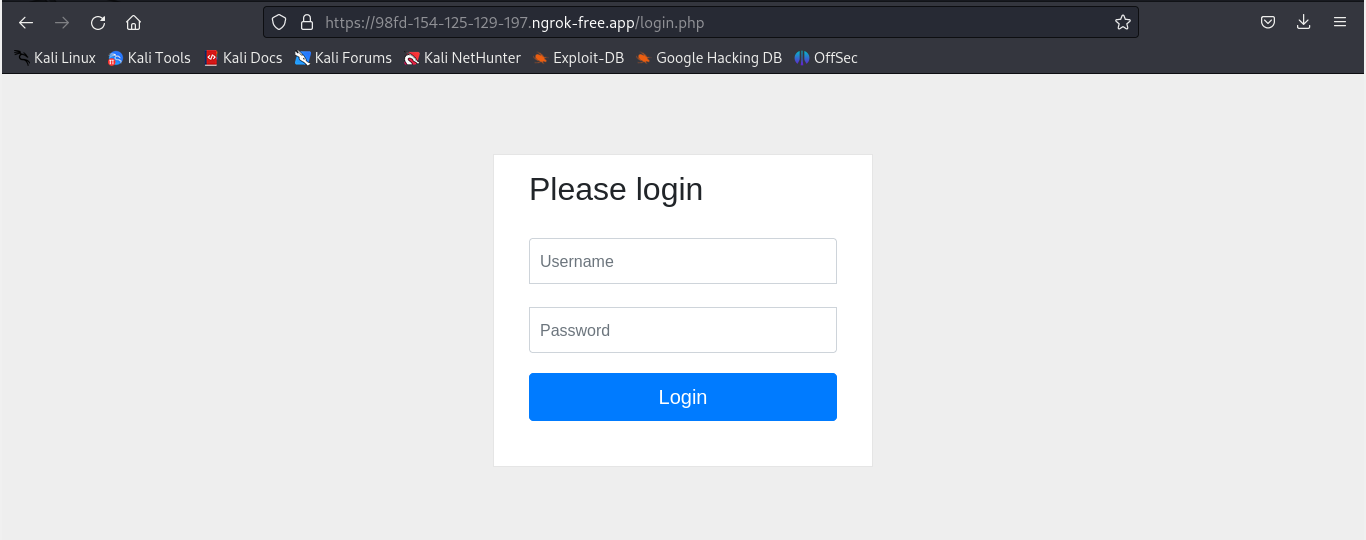 https://98fd-154-125-129-197.ngrok-free.app/login.php
Kali Linux Kali Tools Kali Docs Kali Forums Kali NetHunter Exploit-DB Google Hacking DB OffSec
Please login
Username
Password
Login